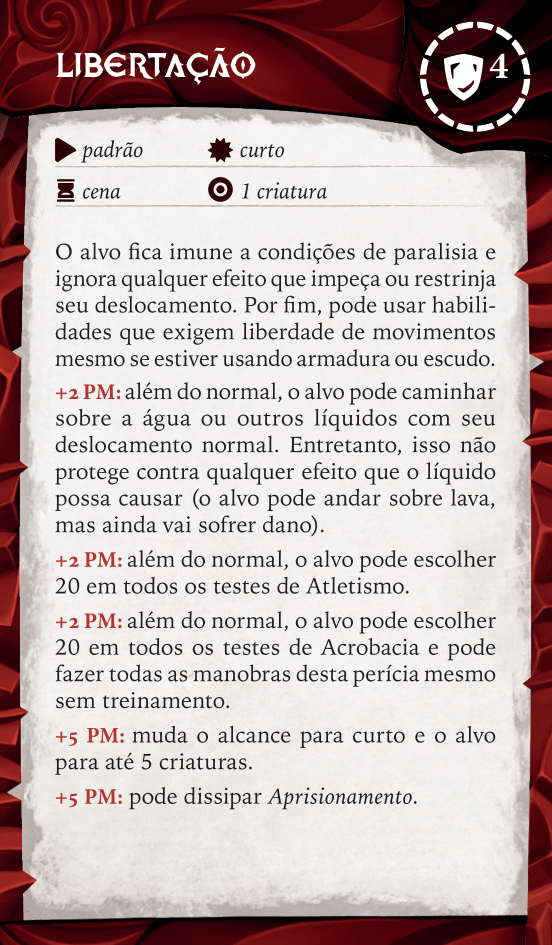 LIBERTAÇÃO
4
padrão curto
cena 1 criatura
O alvo fica imune a condições de paralisia e
ignora qualquer efeito que impeça ou restrinja
seu deslocamento. Por fim, pode usar habili-
dades que exigem liberdade de movimentos
mesmo se estiver usando armadura ou escudo.
+2 PM: além do normal, o alvo pode caminhar
sobre a água ou outros líquidos com seu
deslocamento normal. Entretanto, isso não
protege contra qualquer efeito que o líquido
possa causar (o alvo pode andar sobre lava,
mas ainda vai sofrer dano).
+2 PM: além do normal, o alvo pode escolher
20 em todos os testes de Atletismo.
+2 PM: além do normal, o alvo pode escolher
20 em todos os testes de Acrobacia e pode
fazer todas as manobras desta perícia mesmo
sem treinamento.
+5 PM: muda o alcance para curto e o alvo
para até 5 criaturas.
+5 PM: pode dissipar Aprisionamento.